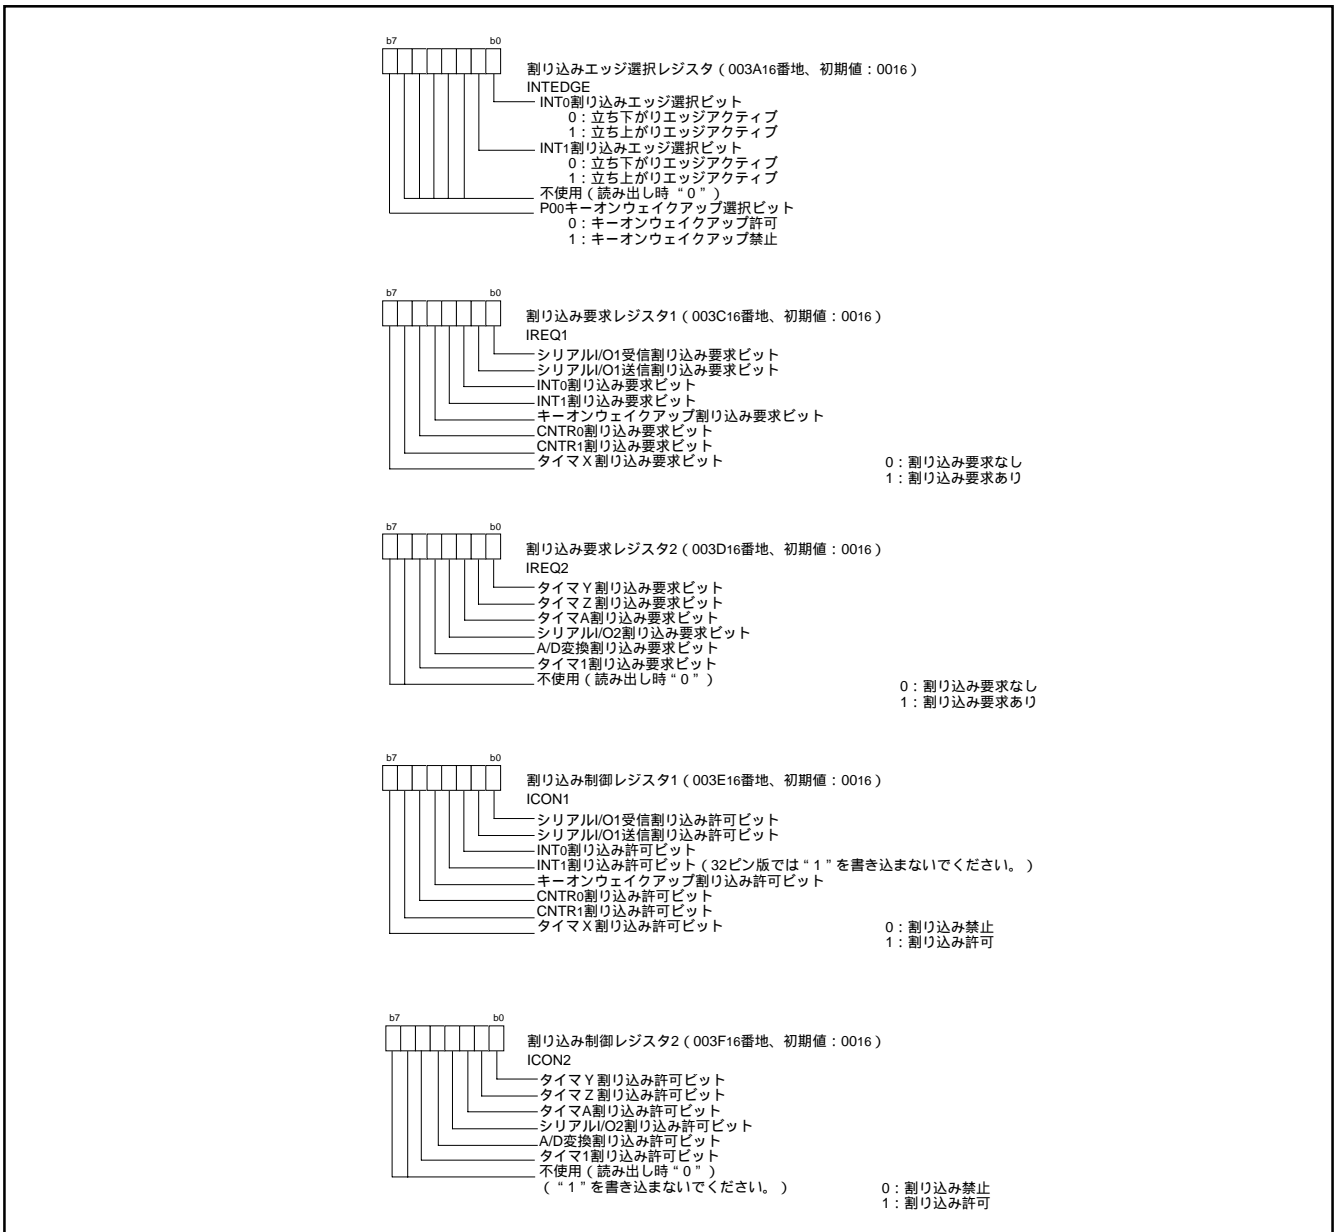 b7 b0
割り込みエッジ選択レジスタ(003A16番地、初期値:0016)
INTEDGE
INT0割り込みエッジ選択ビット
0:立ち下がりエッジアクティブ
1:立ち上がりエッジアクティブ
INT1割り込みエッジ選択ビット
0:立ち下がりエッジアクティブ
1:立ち上がりエッジアクティブ
不使用(読み出し時“0”)
P00キーオンウェイクアップ選択ビット
0:キーオンウェイクアップ許可
1:キーオンウェイクアップ禁止
b7 b0
割り込み要求レジスタ1(003C16番地、初期値:0016)
IREQ1
シリアルI/O1受信割り込み要求ビット
シリアルI/O1送信割り込み要求ビット
INT0割り込み要求ビット
INT1割り込み要求ビット
キーオンウェイクアップ割り込み要求ビット
CNTR0割り込み要求ビット
CNTR1割り込み要求ビット
タイマX割り込み要求ビット
0:割り込み要求なし
1:割り込み要求あり
b7 b0
割り込み要求レジスタ2(003D16番地、初期値:0016)
IREQ2
タイマY割り込み要求ビット
タイマZ割り込み要求ビット
タイマA割り込み要求ビット
シリアルI/O2割り込み要求ビット
A/D変換割り込み要求ビット
タイマ1割り込み要求ビット
不使用(読み出し時“0”)
0:割り込み要求なし
1:割り込み要求あり
b7 b0
割り込み制御レジスタ1(003E16番地、初期値:0016)
ICON1
シリアルI/O1受信割り込み許可ビット
シリアルI/O1送信割り込み許可ビット
INT0割り込み許可ビット
INT1割り込み許可ビット(32ピン版では“1”を書き込まないでください。)
キーオンウェイクアップ割り込み許可ビット
CNTR0割り込み許可ビット
CNTR1割り込み許可ビット
タイマX割り込み許可ビット
0:割り込み禁止
1:割り込み許可
b7 b0
割り込み制御レジスタ2(003F16番地、初期値:0016)
ICON2
タイマY割り込み許可ビット
タイマZ割り込み許可ビット
タイマA割り込み許可ビット
シリアルI/O2割り込み許可ビット
A/D変換割り込み許可ビット
タイマ1割り込み許可ビット
不使用(読み出し時“0”)
(“1”を書き込まないでください。)
0:割り込み禁止
1:割り込み許可